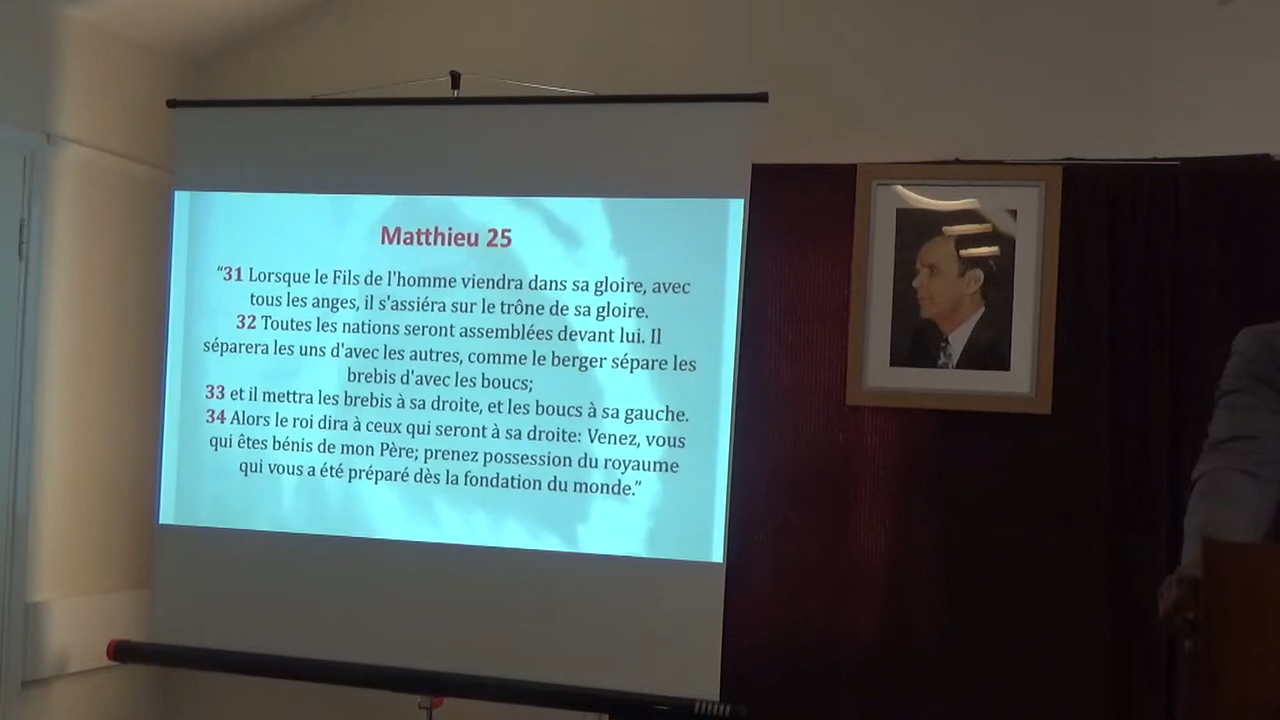 Matthieu 25
“31 Lorsque le Fils de l'homme viendra dans sa gloire, avec
tous les anges, il s'assiéra sur le trône de sa gloire.
32 Toutes les nations seront assemblées devant lui. Il
séparera les uns d'avec les autres, comme le berger sépare les
brebis d'avec les boucs;
33 et il mettra les brebis à sa droite, et les boucs à sa gauche.
34 Alors le roi dira à ceux qui seront à sa droite: Venez, vous
qui êtes bénis de mon Père; prenez possession du royaume
qui vous a été préparé dès la fondation du monde.”